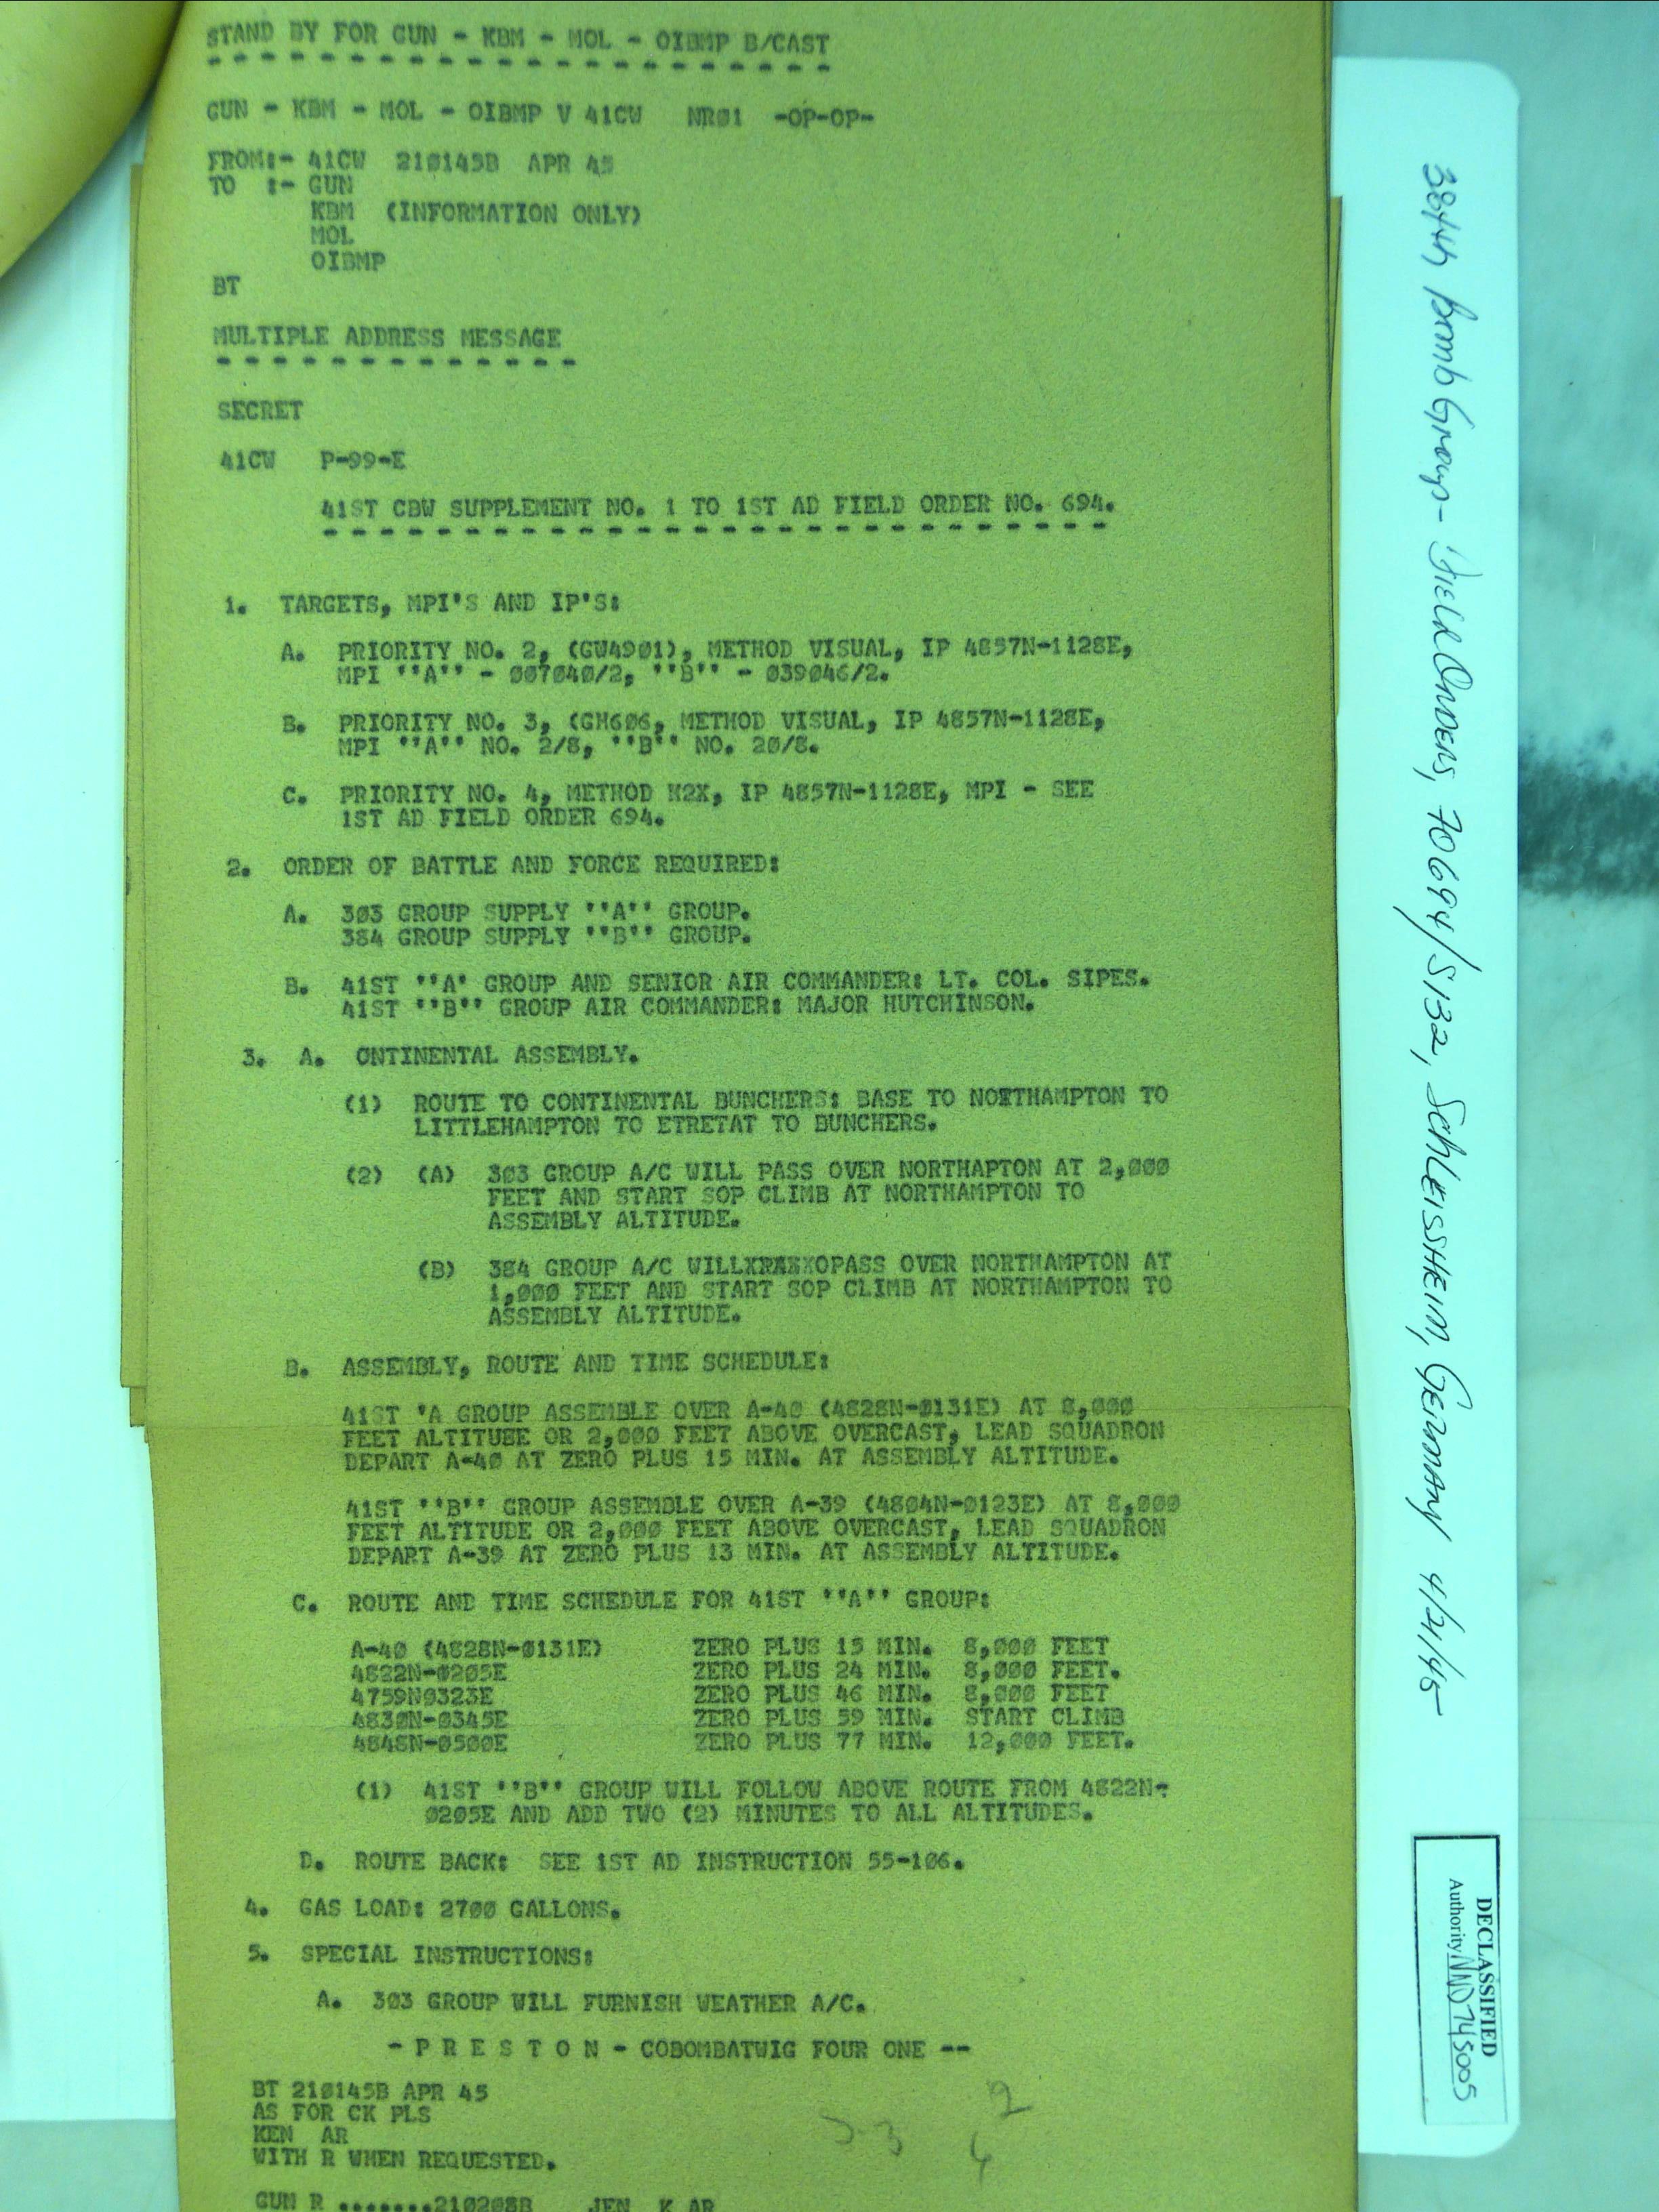 STAND BY FOR GUN - KBM - MOL - OIBMP B/CAST
- - - - - - - - - - - - - - - - - - - - - -
GUN - KBM - MOL - OIBMP V 41CW NR01 -OP-OP-
FROM:- 41CW 210145B APR 45
TO :- GUN
KBM (INFORMATION ONLY)
MOL
OIBMP
BT
MULTIPLE ADDRESS MESSAGE
- - - - - - - - - - - - -
SECRET
41CW P-99-E
41ST CBW SUPPLEMENT NO. 1 TO 1ST AD FIELD ORDER NO. 694.
- - - - - - - - - - - - - - - - - - - - - - - - - - - -
1. TARGETS, MPI'S AND IP'S:
A. PRIORITY NO. 2, (GW4901), METHOD VISUAL, IP 4857N-1128E,
MPI ''A'' - 007040/2, ''B'' - 039046/2.
B. PRIORITY NO. 3, (GH606, METHOD VISUAL, IP 4857N-1128E,
MPI ''A'' NO. 2/8, ''B'' NO. 20/8.
C. PRIORITY NO. 4, METHOD H2X, IP 4857N-1128E, MPI - SEE
1ST AD FIELD ORDER 694.
2. ORDER OF BATTLE AND FORCE REQUIRED:
A. 303 GROUP SUPPLY ''A'' GROUP.
384 GROUP SUPPLY ''B'' GROUP.
B. 41ST ''A' GROUP AND SENIOR AIR COMMANDER: LT. COL. SIPES.
41ST ''B'' GROUP AIR COMMANDER: MAJOR HUTCHINSON.
3. A. ONTINENTAL ASSEMBLY.
(1) ROUTE TO CONTINENTAL BUNCHERS: BASE TO NORTHAMPTON TO
LITTLEHAMPTON TO ETRETAT TO BUNCHERS.
(2) (A) 303 GROUP A/C WILL PASS OVER NORTHAPTON AT 2,000
FEET AND START SOP CLIMB AT NORTHAMPTON TO
ASSEMBLY ALTITUDE.
(B) 384 GROUP A/C WILLXPAXXOPASS OVER NORTHAMPTON AT
1,000 FEET AND START SOP CLIMB AT NORTHAMPTON TO
ASSEMBLY ALTITUDE.
B. ASSEMBLY, ROUTE AND TIME SCHEDULE:
41ST 'A GROUP ASSEMBLE OVER A-40 (4828N-0131E) AT 8,000
FEET ALTITUDE OR 2,000 FEET ABOVE OVERCAST, LEAD SQUADRON
DEPART A-40 AT ZERO PLUS 15 MIN. AT ASSEMBLY ALTITUDE.
41ST ''B'' GROUP ASSEMBLE OVER A-39 (4804N-0123E) AT 8,000
FEET ALTITUDE OR 2,000 FEET ABOVE OVERCAST, LEAD SQUADRON
DEPART A-39 AT ZERO PLUS 13 MIN. AT ASSEMBLY ALTITUDE.
C. ROUTE AND TIME SCHEDULE FOR 41ST ''A'' GROUP:
A-40 (4828N-0131E) ZERO PLUS 15 MIN. 8,000 FEET
4822N-0205E ZERO PLUS 24 MIN. 8,000 FEET.
4759N0323E ZERO PLUS 46 MIN. 8,000 FEET
4830N-0345E ZERO PLUS 59 MIN. START CLIMB
4848N-0500E ZERO PLUS 77 MIN. 12,000 FEET.
(1) 41ST ''B'' GROUP WILL FOLLOW ABOVE ROUTE FROM 4822N-
0205E AND ADD TWO (2) MINUTES TO ALL ALTITUDES.
D. ROUTE BACK: SEE 1ST AD INSTRUCTION 55-106.
4. GAS LOAD: 2700 GALLONS.
5. SPECIAL INSTRUCTIONS:
A. 303 GROUP WILL FURNISH WEATHER A/C.
- P R E S T O N - COBOMBATWIG FOUR ONE --
BT 210145B APR 45
AS FOR CK PLS
KEN AR
WITH R WHEN REQUESTED.
GUN R .......210208B JEN K AR
2
3
384th Bomb Group - Field Orders, FO694/S132, Schleissheim, Germany 4/21/45
DECLASSIFIED
Authority NND745005